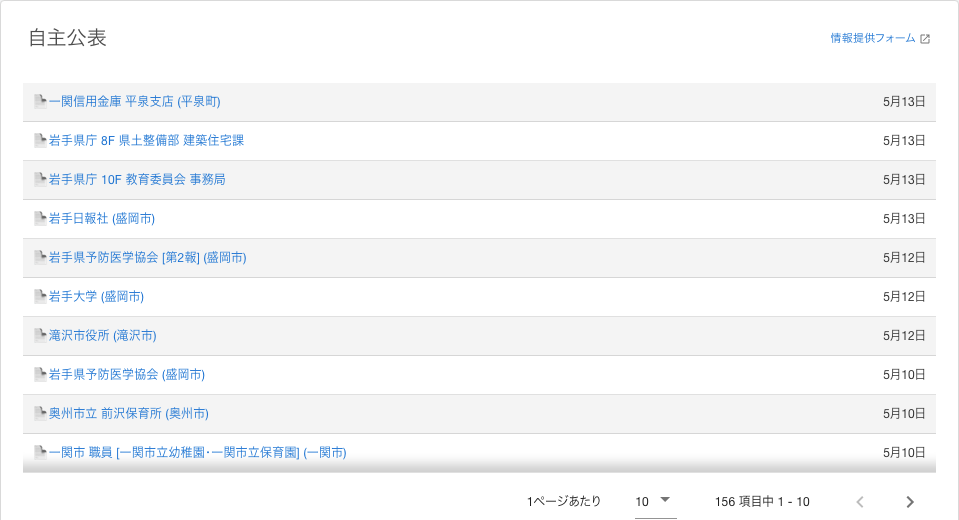 自主公表
情報提供フォーム
一関信用金庫 平泉支店 (平泉町) 5月13日
岩手県庁 8F 県土整備部 建築住宅課 5月13日
岩手県庁 10F 教育委員会 事務局 5月13日
岩手日報社 (盛岡市) 5月13日
岩手県予防医学協会 [第2報] (盛岡市) 5月12日
岩手大学 (盛岡市) 5月12日
滝沢市役所 (滝沢市) 5月12日
岩手県予防医学協会 (盛岡市) 5月10日
奥州市立 前沢保育所 (奥州市) 5月10日
一関市 職員 [一関市立幼稚園･一関市立保育園] (一関市) 5月10日
1ページあたり 10 156 項目中 1 - 10